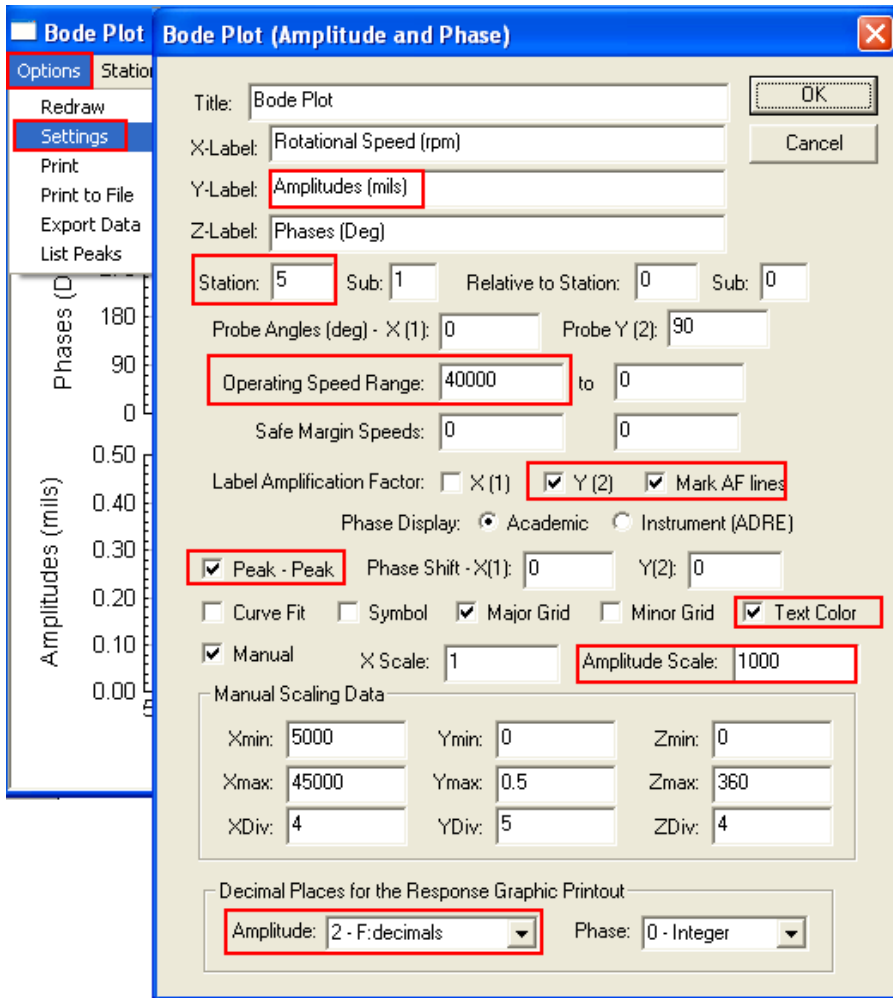 Bode Plot
Bode Plot (Amplitude and Phase)
Options
Redraw
Settings
Print
Print to File
Export Data
List Peaks
Phases (D
180
90
0
Amplitudes (mils)
0.50
0.40
0.30
0.20
0.10
0.00
5
Title: Bode Plot
OK
X-Label: Rotational Speed (rpm)
Cancel
Y-Label: Amplitudes (mils)
Z-Label: Phases (Deg)
Station: 5 Sub: 1 Relative to Station: 0 Sub: 0
Probe Angles (deg) - X (1): 0 Probe Y (2): 90
Operating Speed Range: 40000 to 0
Safe Margin Speeds: 0 0
Label Amplification Factor: X (1) Y (2) Mark AF lines
Phase Display: Academic Instrument (ADRE)
Peak - Peak Phase Shift - X(1): 0 Y(2): 0
Curve Fit Symbol Major Grid Minor Grid Text Color
Manual X Scale: 1 Amplitude Scale: 1000
Manual Scaling Data
Xmin: 5000 Ymin: 0 Zmin: 0
Xmax: 45000 Ymax: 0.5 Zmax: 360
XDiv: 4 YDiv: 5 ZDiv: 4
Decimal Places for the Response Graphic Printout
Amplitude: 2 - F:decimals Phase: 0 - Integer